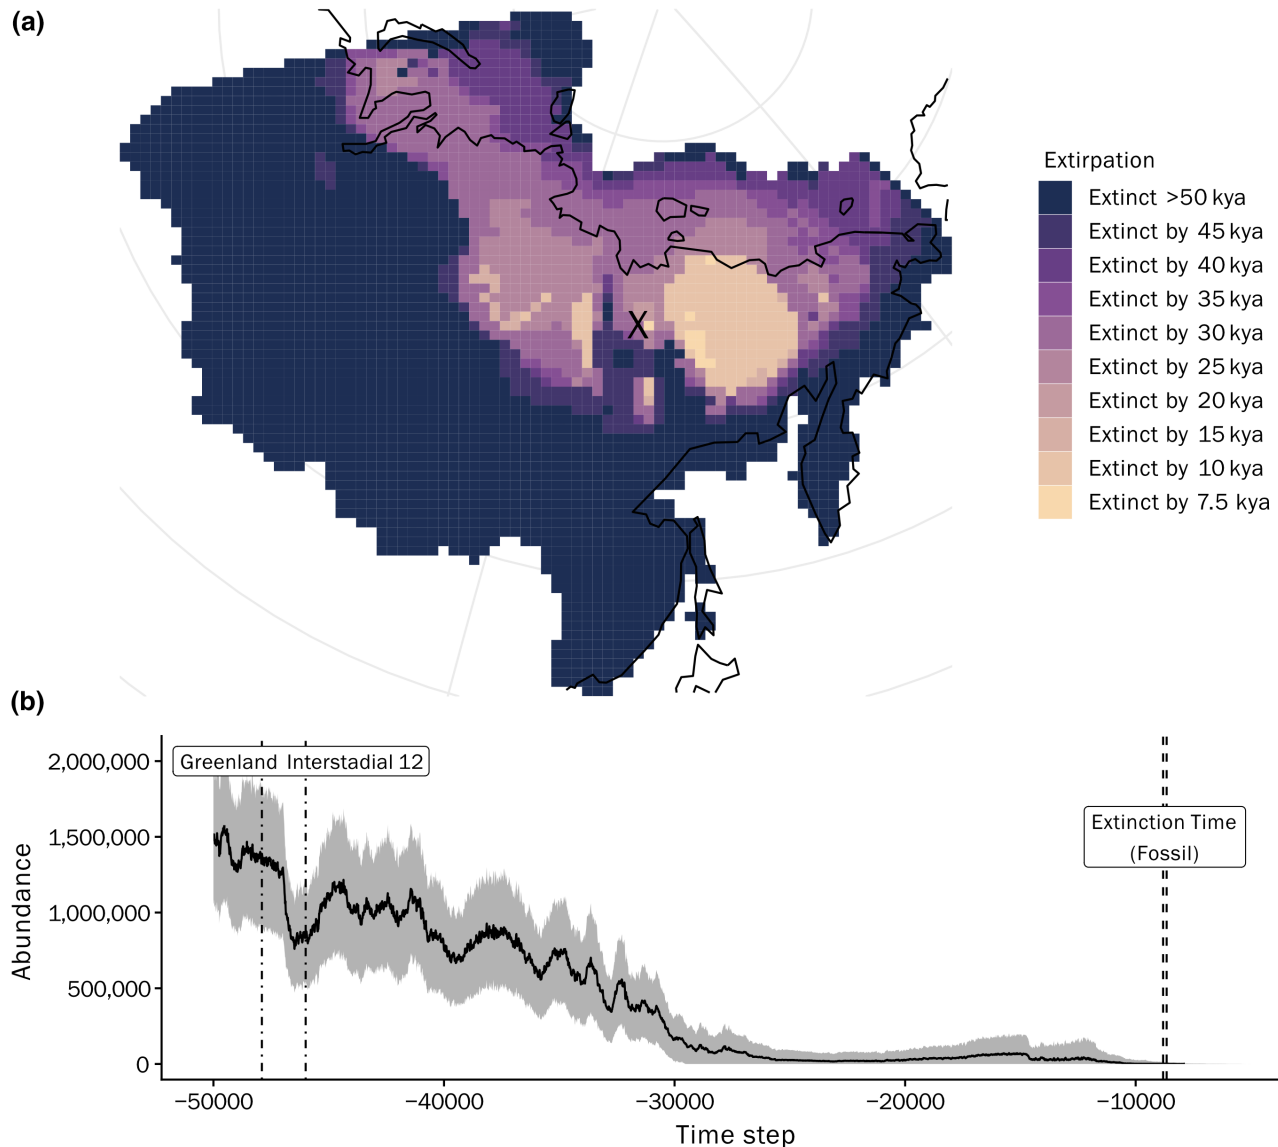 (a)
Extirpation
Extinct >50 kya
Extinct by 45 kya
Extinct by 40 kya
Extinct by 35 kya
Extinct by 30 kya
Extinct by 25 kya
Extinct by 20 kya
Extinct by 15 kya
Extinct by 10 kya
Extinct by 7.5 kya
X
(b)
Greenland Interstadial 12
Extinction Time
(Fossil)
Abundance
2,000,000
1,500,000
1,000,000
500,000
0
−50000
−40000
−30000
−20000
−10000
Time step